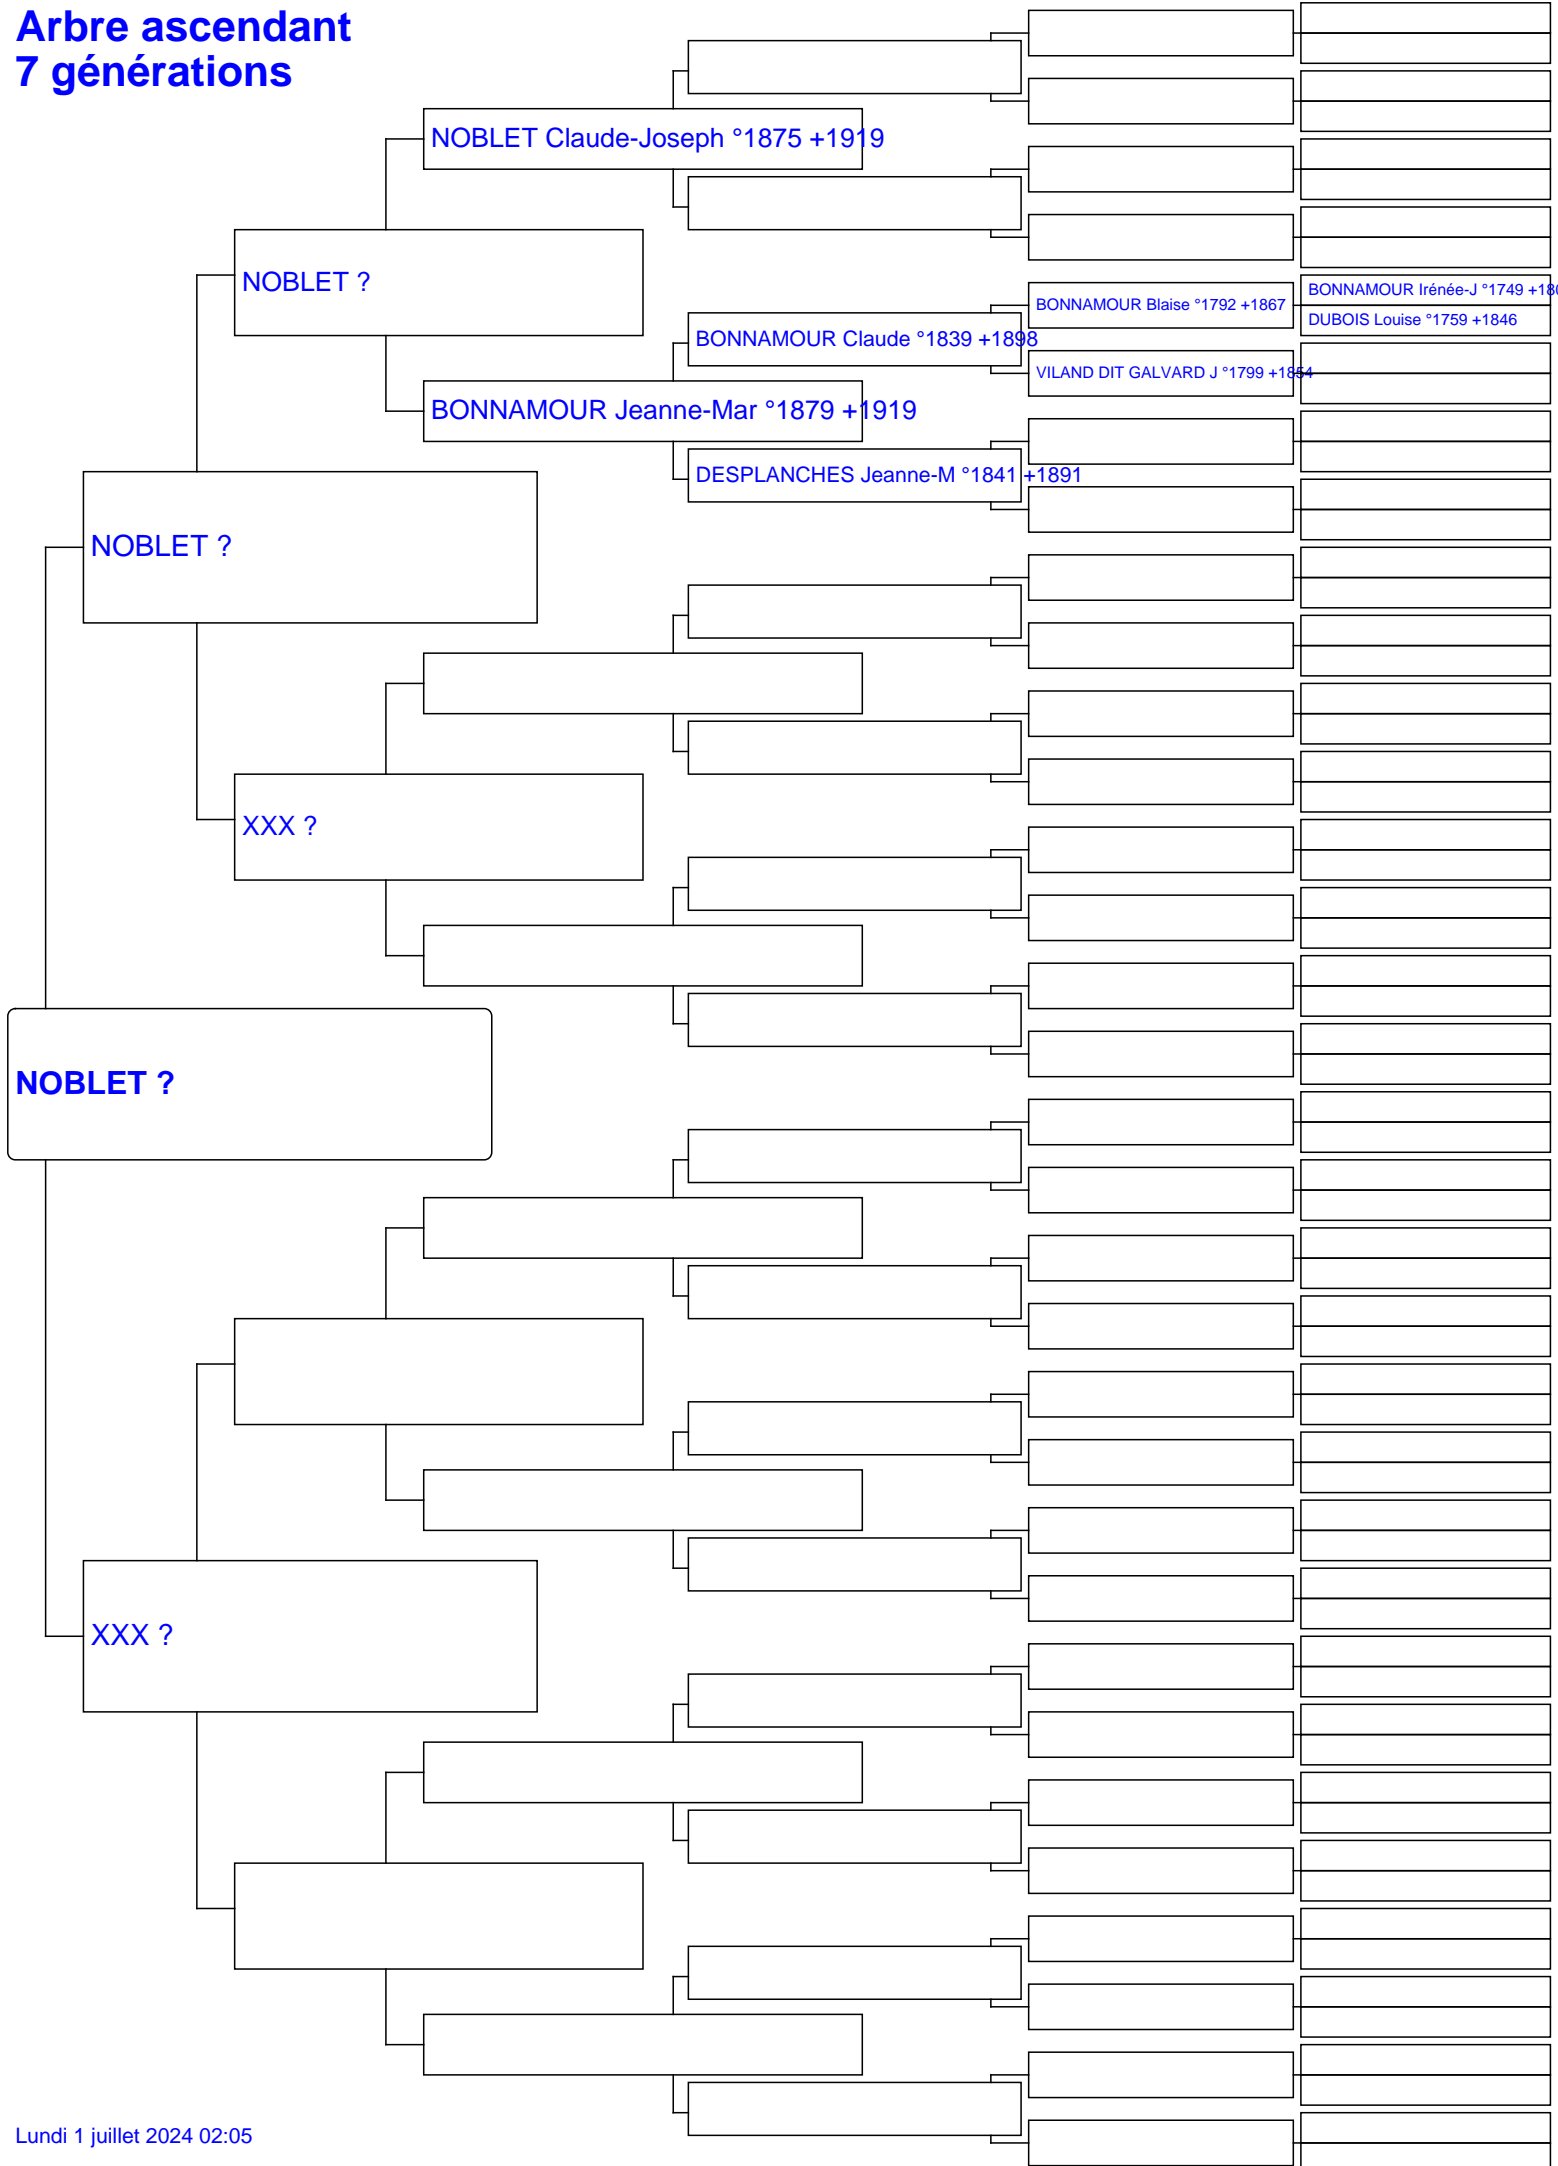 Arbre ascendant
7 générations
NOBLET Claude-Joseph °1875 +1919
NOBLET ?
BONNAMOUR Irénée-J °1749
BONNAMOUR Blaise °1792 +1867
DUBOIS Louise °1759 +1846
BONNAMOUR Claude °1839 +1898
VILAND DIT GALVARD J °1799 +1854
BONNAMOUR Jeanne-Mar °1879 +1919
DESPLANCHES Jeanne-M °1841 +1891
NOBLET ?
XXX ?
NOBLET ?
XXX ?
Lundi 1 juillet 2024 02:05